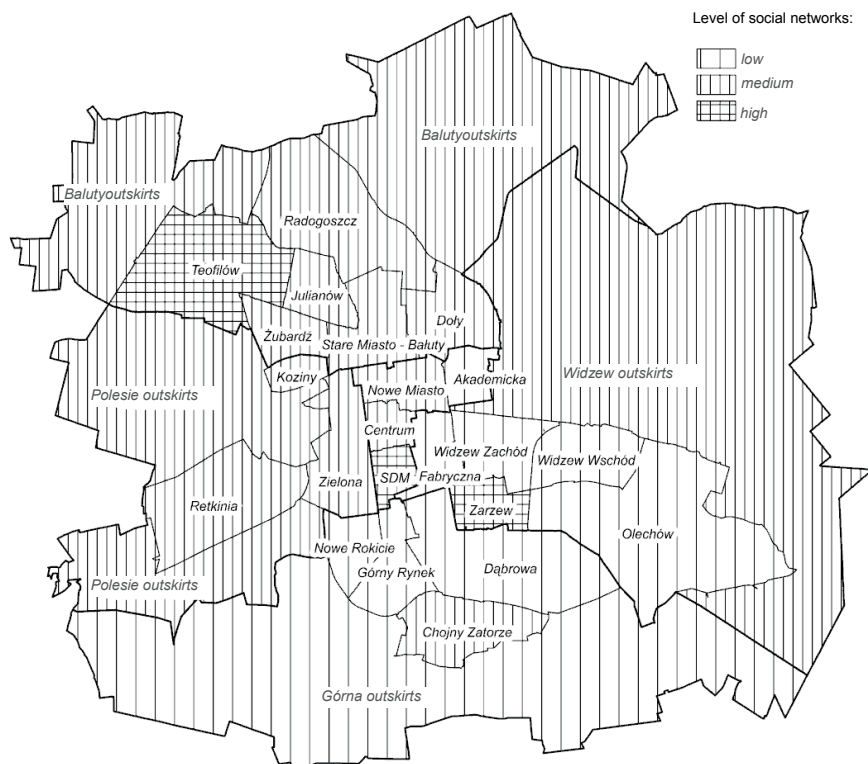 Level of social networks:
low
medium
high
Balutyoutskirts
Balutyoutskirts
Radogoszcz
Teofilów
Julianów
Doły
Żubardź
Stare Miasto - Bałuty
Koziny
Akademicka
Nowe Miasto
Widzew outskirts
Polesie outskirts
Centrum
Widzew Zachód
Widzew Wschód
Zielona
SDM
Fabryczna
Retkinia
Zarzew
Olechów
Nowe Rokicie
Górny Rynek
Dąbrowa
Polesie outskirts
Chojny Zatorze
Górna outskirts